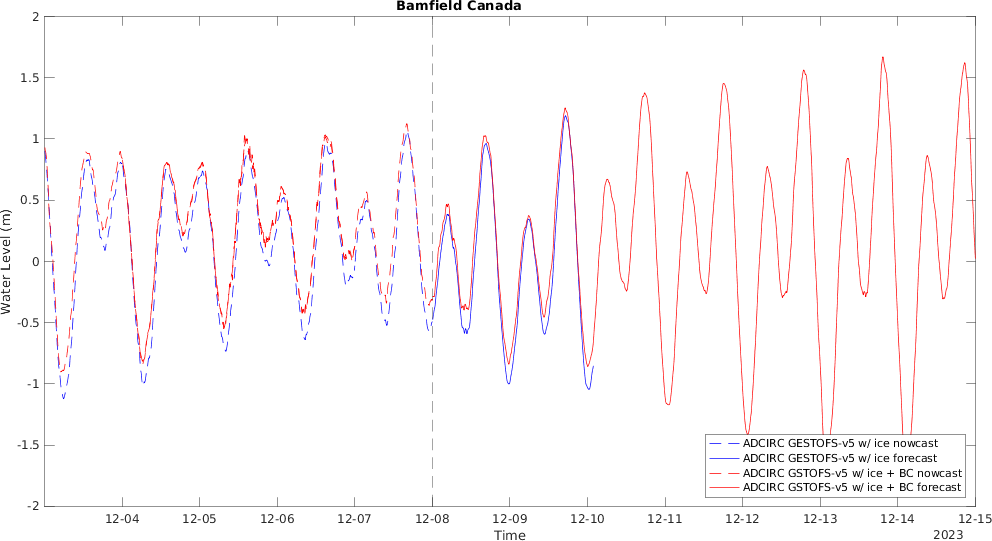 Bamfield Canada
2
1.5
1
0.5
0
-0.5
-1
-1.5
-2
Water Level (m)
12-04 12-05 12-06 12-07 12-08 12-09 12-10 12-11 12-12 12-13 12-14 12-15
Time
2023
ADCIRC GESTOFS-v5 w/ ice nowcast
ADCIRC GESTOFS-v5 w/ ice forecast
ADCIRC GSTOFS-v5 w/ ice + BC nowcast
ADCIRC GSTOFS-v5 w/ ice + BC forecast